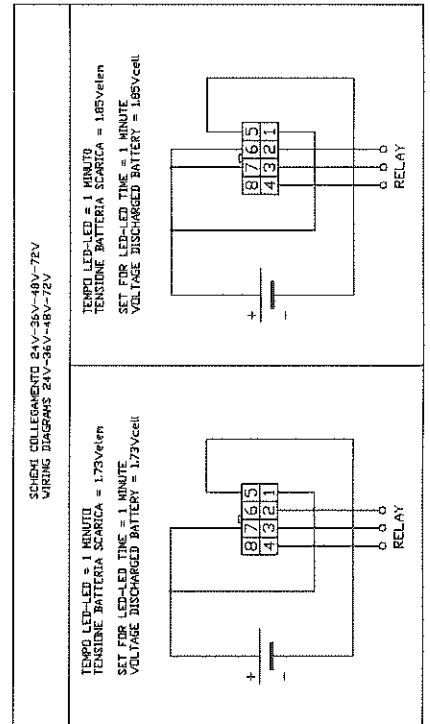 SCHEMI COLLEGAMENTO 24V-36V-48V-72V
WIRING DIAGRAMS 24V-36V-48V-72V
TEMPO LED-LED = 1 MINUTO
TENSIONE BATTERIA SCARICA = 1.73Velem
SET FOR LED-LED TIME = 1 MINUTE
VOLTAGE DISCHARGED BATTERY = 1,73Vcell
+
-
8 7 6 5
4 3 2 1
RELAY
TEMPO LED-LED = 1 MINUTO
TENSIONE BATTERIA SCARICA = 1.85Velem
SET FOR LED-LED TIME = 1 MINUTE
VOLTAGE DISCHARGED BATTERY = 1.85Vcell
+
-
8 7 6 5
4 3 2 1
RELAY